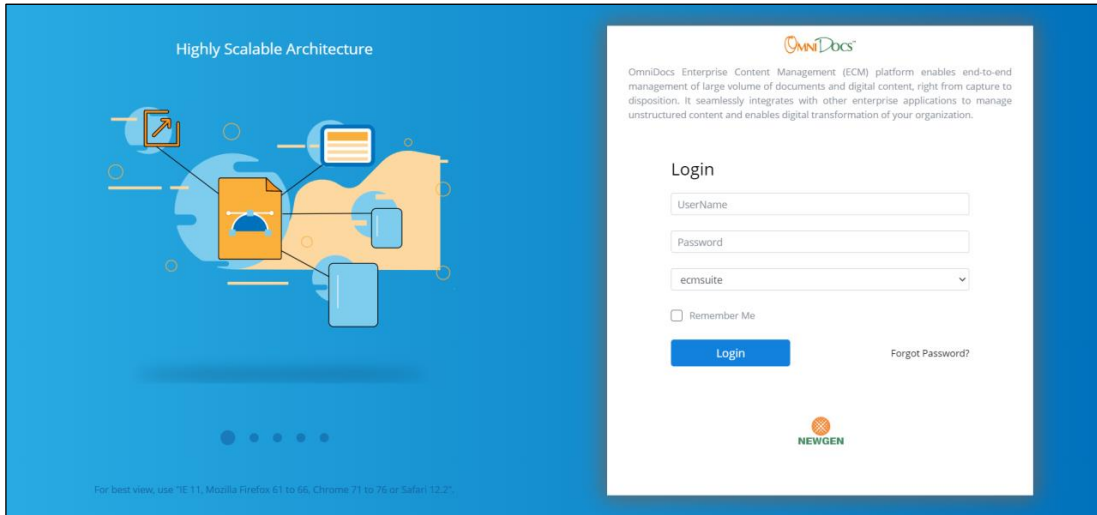 Highly Scalable Architecture
For best view, use "IE 11, Mozilla Firefox 61 to 66, Chrome 71 to 76 or Safari 12.2".
OMNIDOCS
OmniDocs Enterprise Content Management (ECM) platform enables end-to-end
management of large volume of documents and digital content, right from capture to
disposition. It seamlessly integrates with other enterprise applications to manage
unstructured content and enables digital transformation of your organization.
Login
UserName
Password
ecmsuite
Remember Me
Login
Forgot Password?
NEWGEN